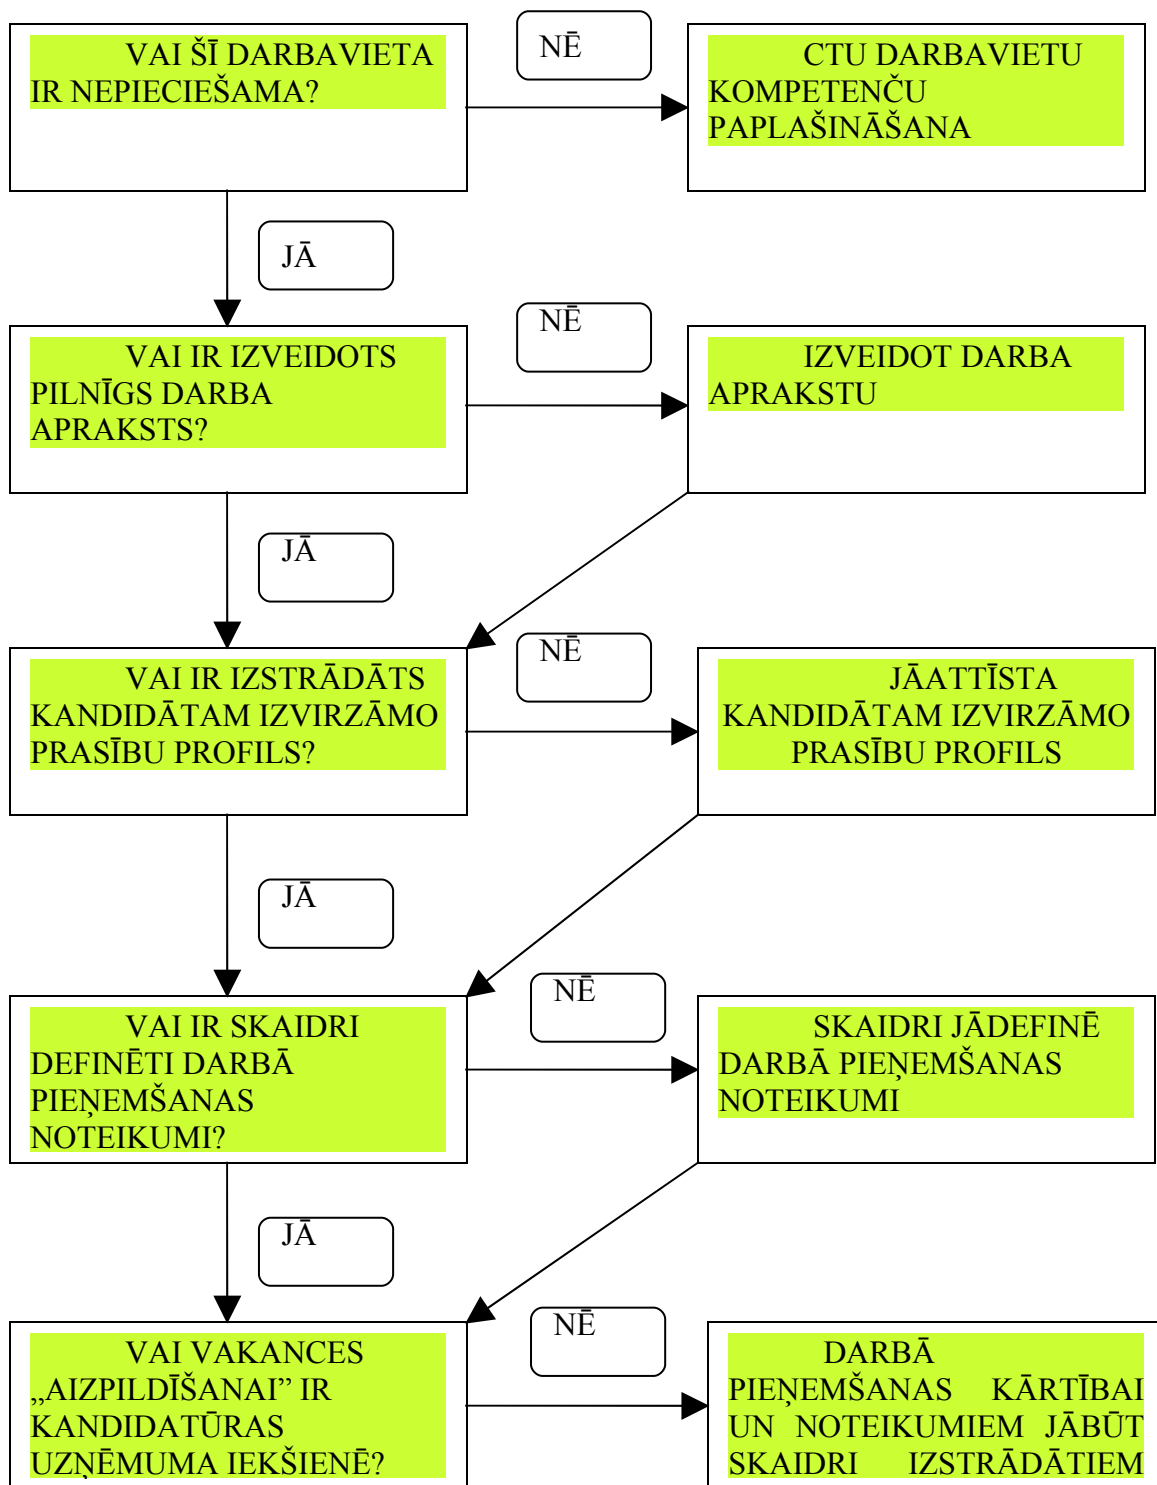 VAI ŠĪ DARBAVIETA
IR NEPIECIEŠAMA?
NĒ
CTU DARBAVIETU
KOMPETENČU
PAPLAŠINĀŠANA
JĀ
VAI IR IZVEIDOTS
PILNĪGS DARBA
APRAKSTS?
NĒ
IZVEIDOT DARBA
APRAKSTU
JĀ
VAI IR IZSTRĀDĀTS
KANDIDĀTAM IZVIRZĀMO
PRASĪBU PROFILS?
NĒ
JĀATTĪSTA
KANDIDĀTAM IZVIRZĀMO
PRASĪBU PROFILS
JĀ
VAI IR SKAIDRI
DEFINĒTI DARBĀ
PIEŅEMŠANAS
NOTEIKUMI?
NĒ
SKAIDRI JĀDEFINĒ
DARBĀ PIEŅEMŠANAS
NOTEIKUMI
JĀ
VAI VAKANCES
„AIZPILDĪŠANAI” IR
KANDIDATŪRAS
UZŅĒMUMA IEKŠIENĒ?
NĒ
DARBĀ
PIEŅEMŠANAS KĀRTĪBAI
UN NOTEIKUMIEM JĀBŪT
SKAIDRI IZSTRĀDĀTIEM